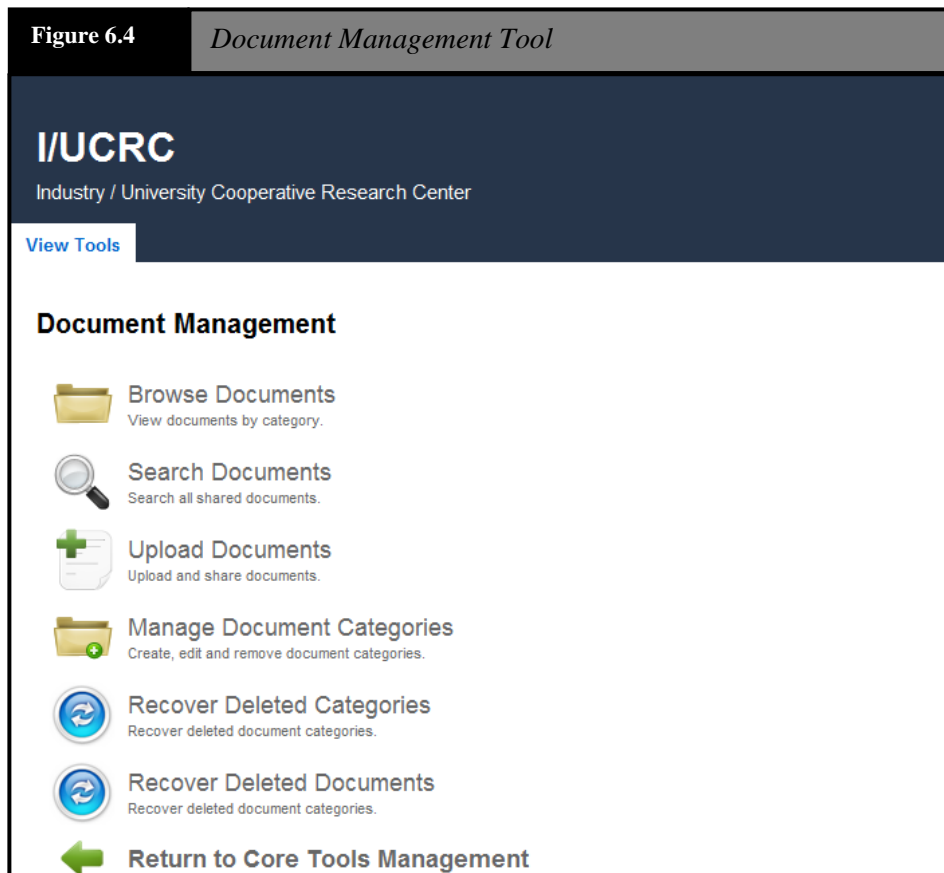 Figure 6.4 Document Management Tool
I/UCRC
Industry / University Cooperative Research Center
View Tools
Document Management
Browse Documents
View documents by category.
Search Documents
Search all shared documents.
Upload Documents
Upload and share documents.
Manage Document Categories
Create, edit and remove document categories.
Recover Deleted Categories
Recover deleted document categories.
Recover Deleted Documents
Recover deleted document categories.
Return to Core Tools Management